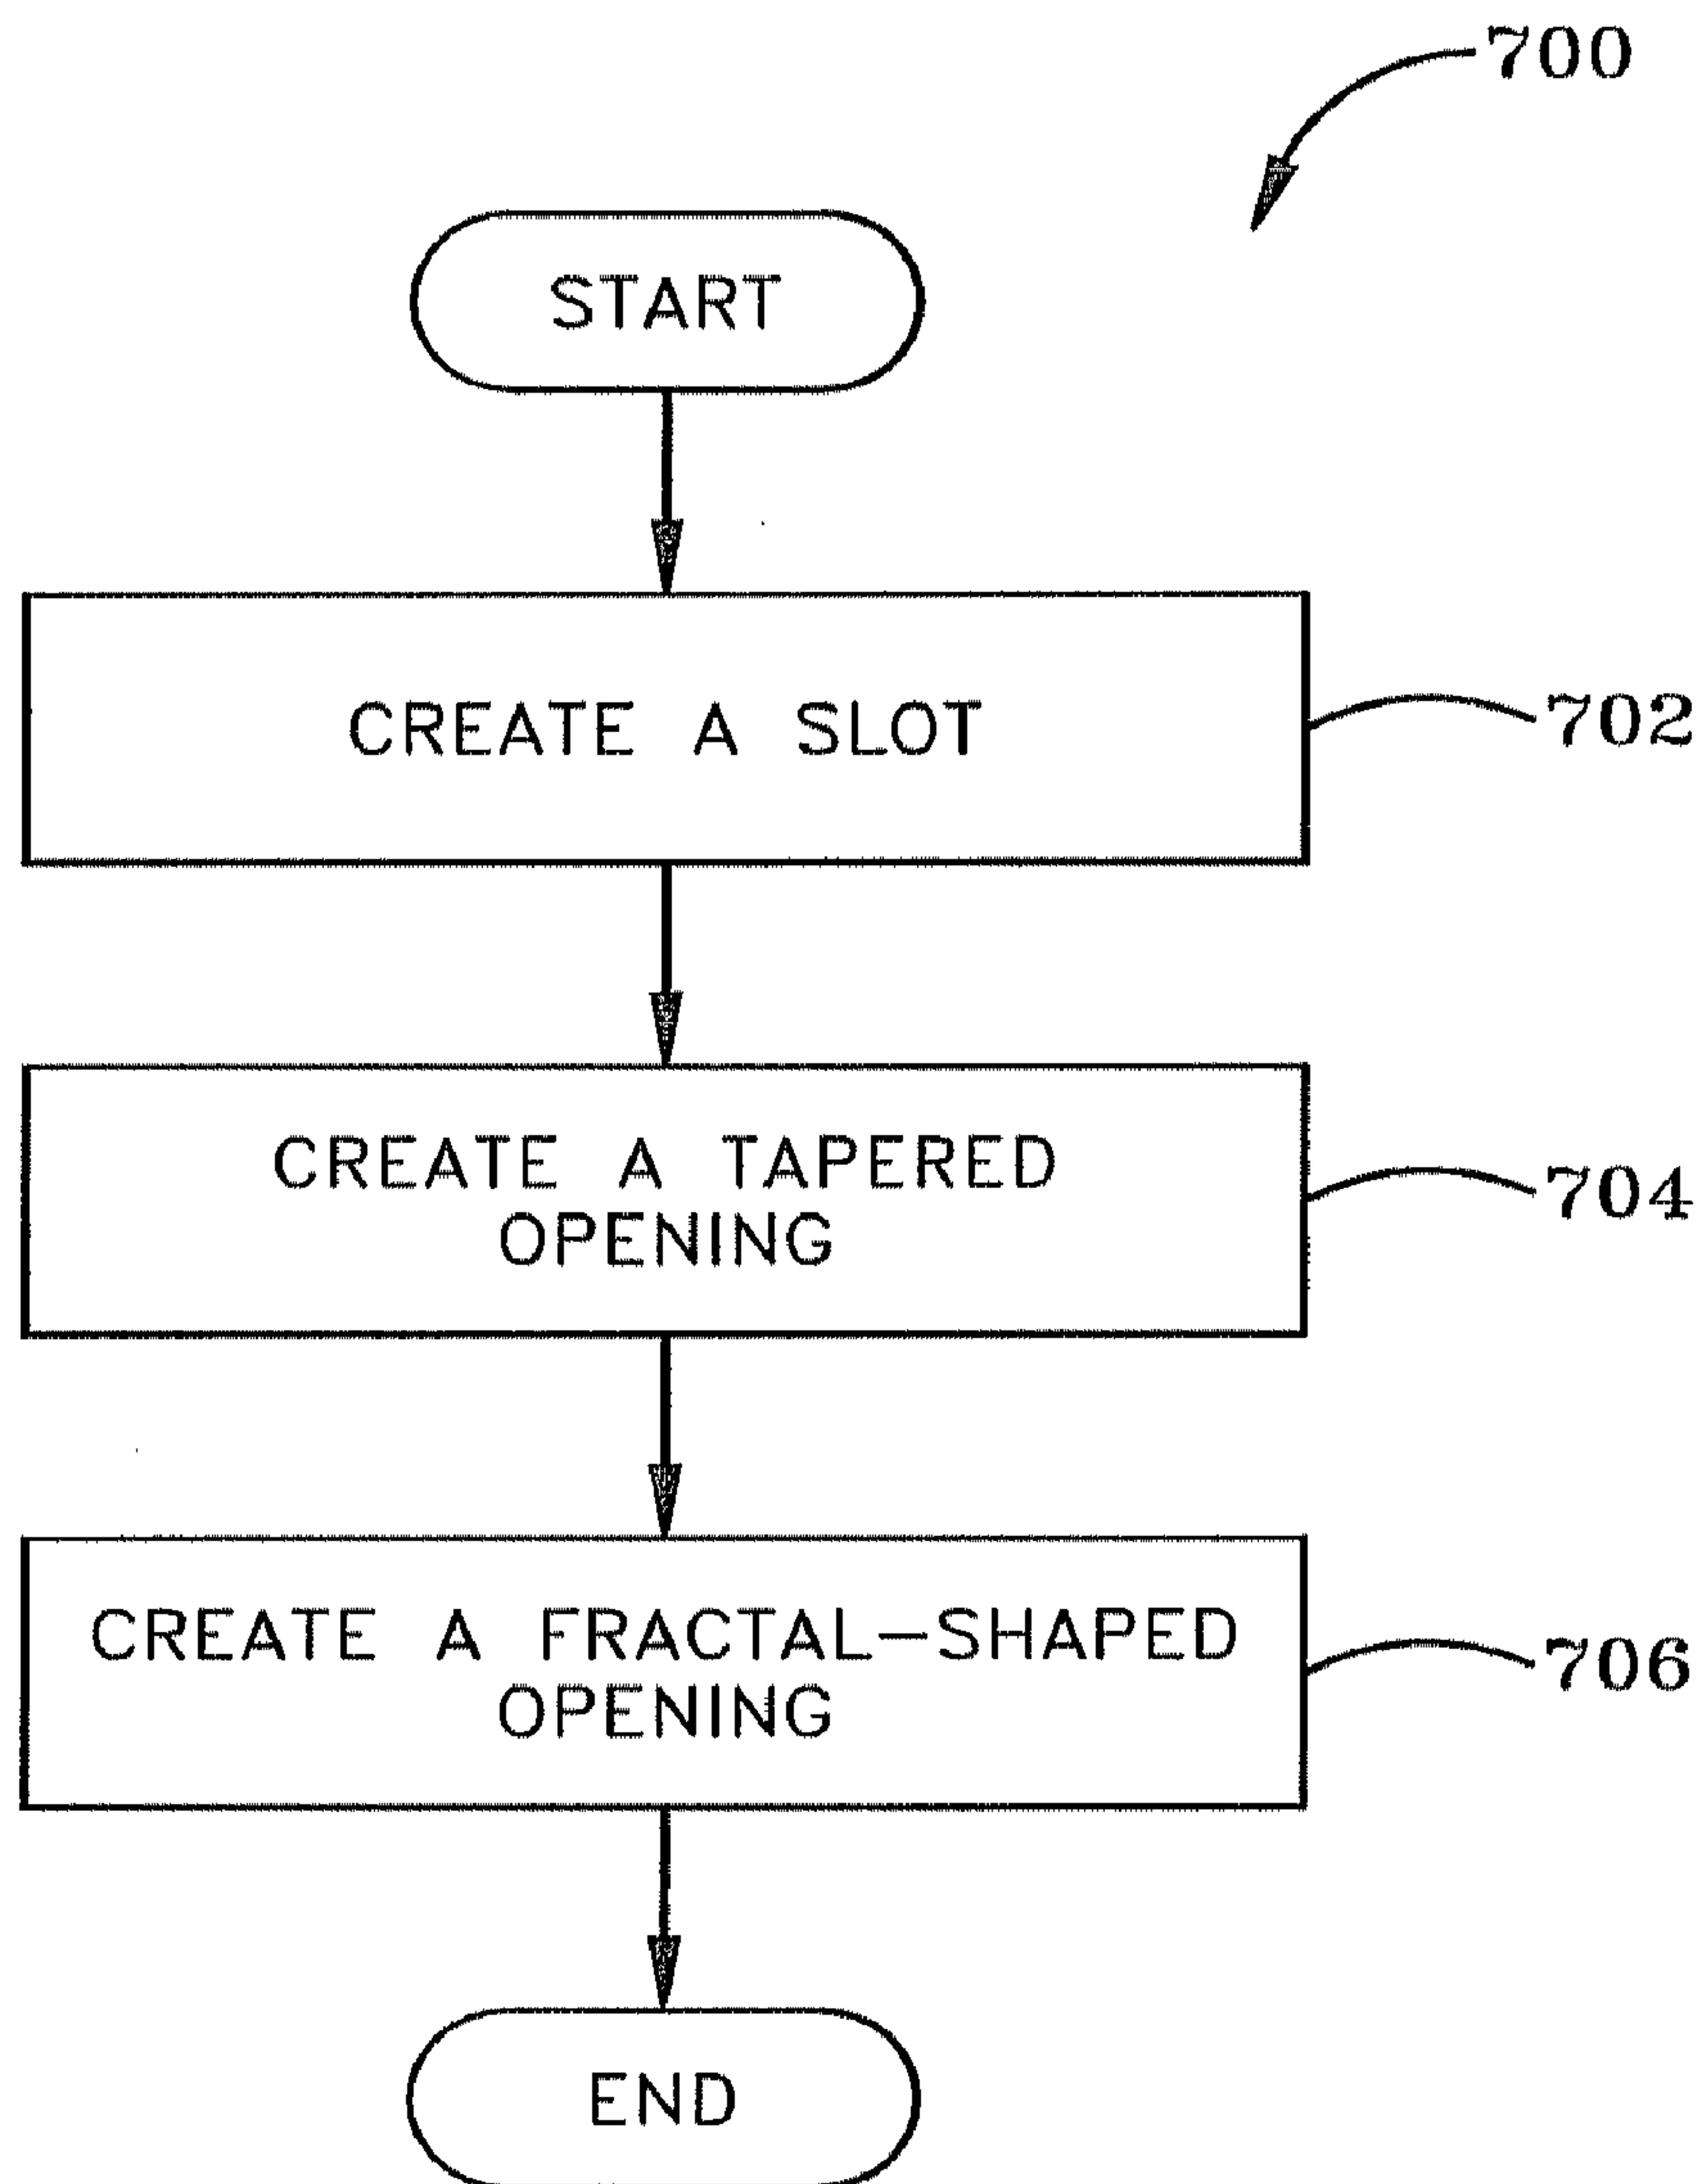 700
START
CREATE A SLOT
702
CREATE A TAPERED
OPENING
704
CREATE A FRACTAL-SHAPED
OPENING
706
END